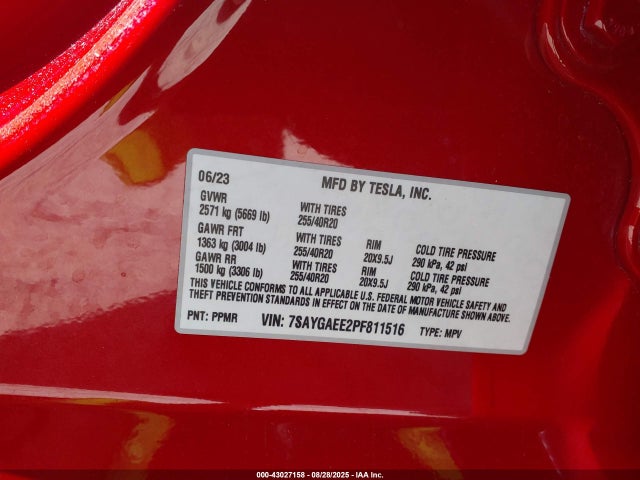 06/23 MFD BY TESLA, INC.
GVWR
2571 kg (5669 lb) WITH TIRES 255/40R20
GAWR FRT
1363 kg (3004 lb) WITH TIRES 255/40R20 RIM 20X9.5J COLD TIRE PRESSURE 290 kPa, 42 psi
GAWR RR
1500 kg (3306 lb) WITH TIRES 255/40R20 RIM 20X9.5J COLD TIRE PRESSURE 290 kPa, 42 psi
THIS VEHICLE CONFORMS TO ALL APPLICABLE U.S. FEDERAL MOTOR VEHICLE SAFETY AND
THEFT PREVENTION STANDARDS IN EFFECT ON THE DATE OF MANUFACTURE SHOWN ABOVE.
PNT: PPMR VIN: 7SAYGAEE2PF811516 TYPE: MPV
000-43027158 - 08/28/2025 - IAA Inc.